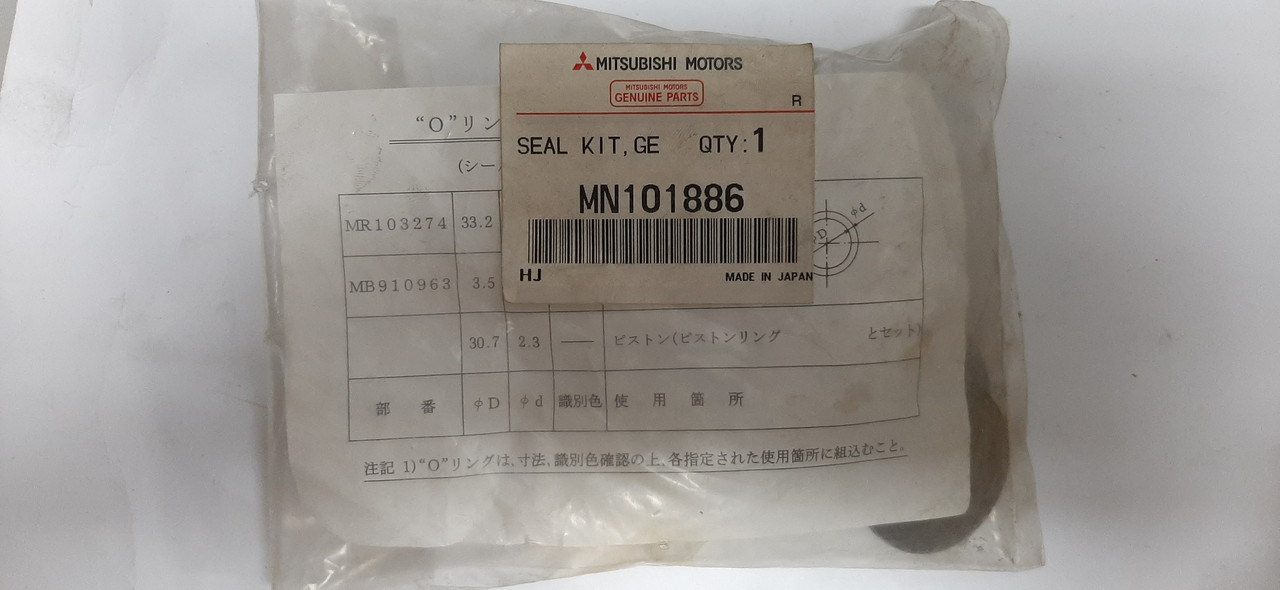 MITSUBISHI MOTORS
MITSUBISHI MOTORS
GENUINE PARTS
R
SEAL KIT,GE QTY:1
MN101886
HJ MADE IN JAPAN
“O”リン
(シー
MR103274 33.2
MB910963 3.5
φd
D
30.7 2.3 — ピストン(ピストンリング とセット)
部 番 φD φd 識別色 使 用 箇 所
注記 1)“O”リングは,寸法,識別色確認の上,各指定された使用箇所に組込むこと。